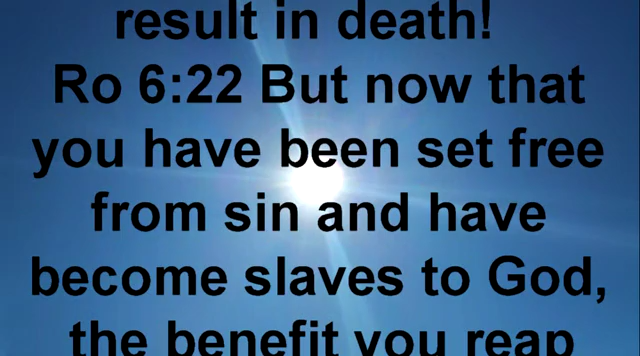 result in death!
Ro 6:22 But now that
you have been set free
from sin and have
become slaves to God,
the benefit you reap